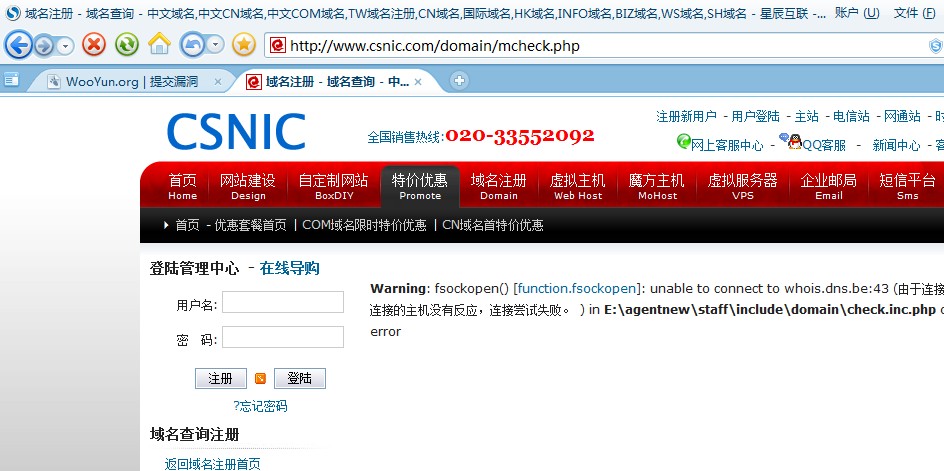 域名注册 - 域名查询 - 中文域名,中文CN域名,中文COM域名,TW域名注册,CN域名,国际域名,HK域名,INFO域名,BIZ域名,WS域名,SH域名 - 星辰互联 -... 账户 (U) 文件 (F)
http://www.csnic.com/domain/mcheck.php
WooYun.org | 提交漏洞 × 域名注册 - 域名查询 - 中... ×
注册新用户 - 用户登陆 - 主站 - 电信站 - 网通站 -
CSNIC 全国销售热线:020-33552092
网上客服中心 - QQ客服 - 新闻中心 -
首页 网站建设 自定制网站 特价优惠 域名注册 虚拟主机 魔方主机 虚拟服务器 企业邮局 短信平台
Home Design BoxDIY Promote Domain Web Host MoHost VPS Email Sms
首页 - 优惠套餐首页 | COM域名限时特价优惠 | CN域名首特价优惠
登陆管理中心 - 在线导购
用户名:
密 码:
注册 登陆
?忘记密码
域名查询注册
返回域名注册首页
Warning: fsockopen() [function.fsockopen]: unable to connect to whois.dns.be:43 (由于连接
连接的主机没有反应，连接尝试失败。 ) in E:\agentnew\staff\include\domain\check.inc.php
error